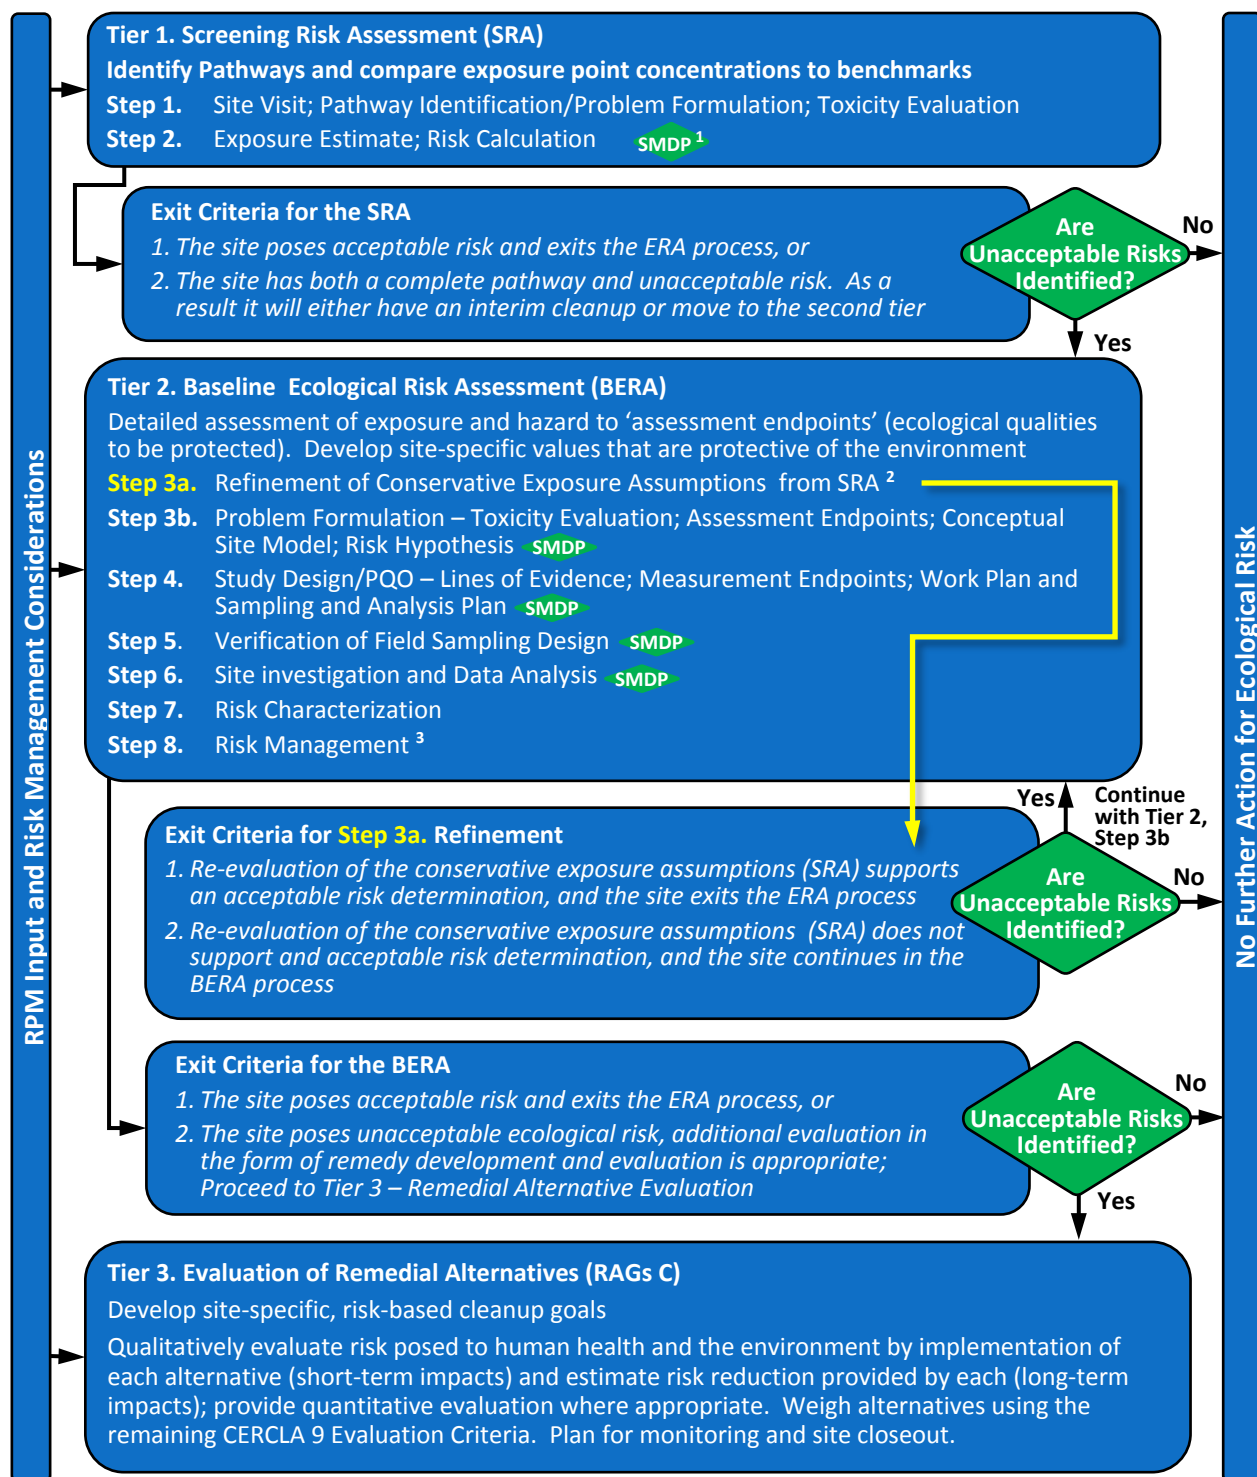 RPM Input and Risk Management Considerations
Tier 1. Screening Risk Assessment (SRA)
Identify Pathways and compare exposure point concentrations to benchmarks
Step 1. Site Visit; Pathway Identification/Problem Formulation; Toxicity Evaluation
Step 2. Exposure Estimate; Risk Calculation SMDP 1
Exit Criteria for the SRA
1. The site poses acceptable risk and exits the ERA process, or
2. The site has both a complete pathway and unacceptable risk. As a
result it will either have an interim cleanup or move to the second tier
Are
Unacceptable Risks
Identified?
No
Yes
Tier 2. Baseline Ecological Risk Assessment (BERA)
Detailed assessment of exposure and hazard to ‘assessment endpoints’ (ecological qualities
to be protected). Develop site-specific values that are protective of the environment
Step 3a. Refinement of Conservative Exposure Assumptions from SRA 2
Step 3b. Problem Formulation – Toxicity Evaluation; Assessment Endpoints; Conceptual
Site Model; Risk Hypothesis SMDP
Step 4. Study Design/PQO – Lines of Evidence; Measurement Endpoints; Work Plan and
Sampling and Analysis Plan SMDP
Step 5. Verification of Field Sampling Design SMDP
Step 6. Site investigation and Data Analysis SMDP
Step 7. Risk Characterization
Step 8. Risk Management 3
Yes
Continue
with Tier 2,
Step 3b
Exit Criteria for Step 3a. Refinement
1. Re-evaluation of the conservative exposure assumptions (SRA) supports
an acceptable risk determination, and the site exits the ERA process
2. Re-evaluation of the conservative exposure assumptions (SRA) does not
support and acceptable risk determination, and the site continues in the
BERA process
Are
Unacceptable Risks
Identified?
No
Exit Criteria for the BERA
1. The site poses acceptable risk and exits the ERA process, or
2. The site poses unacceptable ecological risk, additional evaluation in
the form of remedy development and evaluation is appropriate;
Proceed to Tier 3 – Remedial Alternative Evaluation
Are
Unacceptable Risks
Identified?
No
Yes
Tier 3. Evaluation of Remedial Alternatives (RAGs C)
Develop site-specific, risk-based cleanup goals
Qualitatively evaluate risk posed to human health and the environment by implementation of
each alternative (short-term impacts) and estimate risk reduction provided by each (long-term
impacts); provide quantitative evaluation where appropriate. Weigh alternatives using the
remaining CERCLA 9 Evaluation Criteria. Plan for monitoring and site closeout.
No Further Action for Ecological Risk